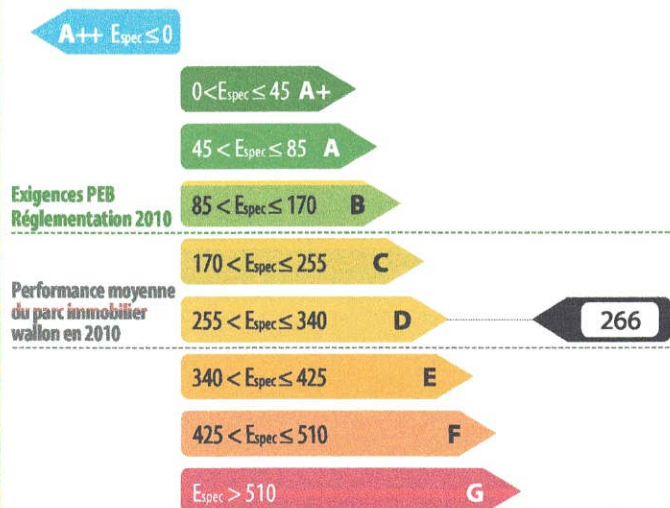 A++ Espec ≤ 0
0 < Espec ≤ 45 A+
45 < Espec ≤ 85 A
Exigences PEB
Réglementation 2010
85 < Espec ≤ 170 B
170 < Espec ≤ 255 C
Performance moyenne
du parc immobilier
wallon en 2010
255 < Espec ≤ 340 D
266
340 < Espec ≤ 425 E
425 < Espec ≤ 510 F
Espec > 510 G